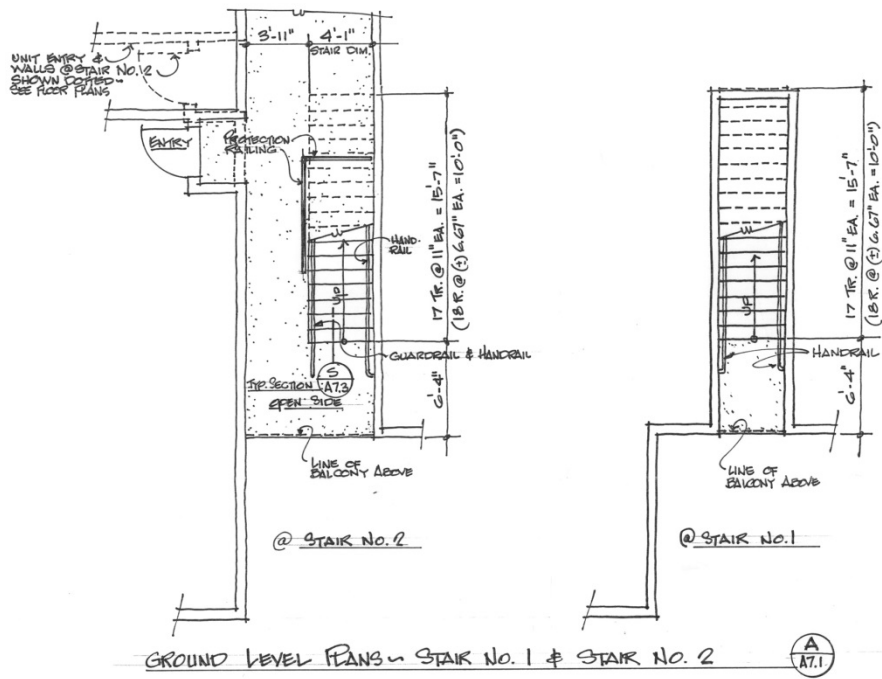 3'-11"
4'-1"
STAIR DIM.
UNIT ENTRY &
WALLS @ STAIR NO. 12
SHOWN DOTTED ~
SEE FLOOR PLANS
ENTRY
PROTECTION
RAILING
HAND-
RAIL
UP
17 TR. @ 11" EA. = 15'-7"
(18 R. @ (±) 6.67" EA. = 10'-0")
GUARDRAIL & HANDRAIL
6'-4"
TYP. SECTION
OPEN SIDE
S
A7.3
LINE OF
BALCONY ABOVE
@ STAIR NO. 2
17 TR. @ 11" EA. = 15'-7"
(18 R. @ (±) 6.67" EA. = 10'-0")
UP
HANDRAIL
6'-4"
LINE OF
BALCONY ABOVE
@ STAIR NO. 1
GROUND LEVEL PLANS ~ STAIR NO. 1 & STAIR NO. 2
A
A7.1